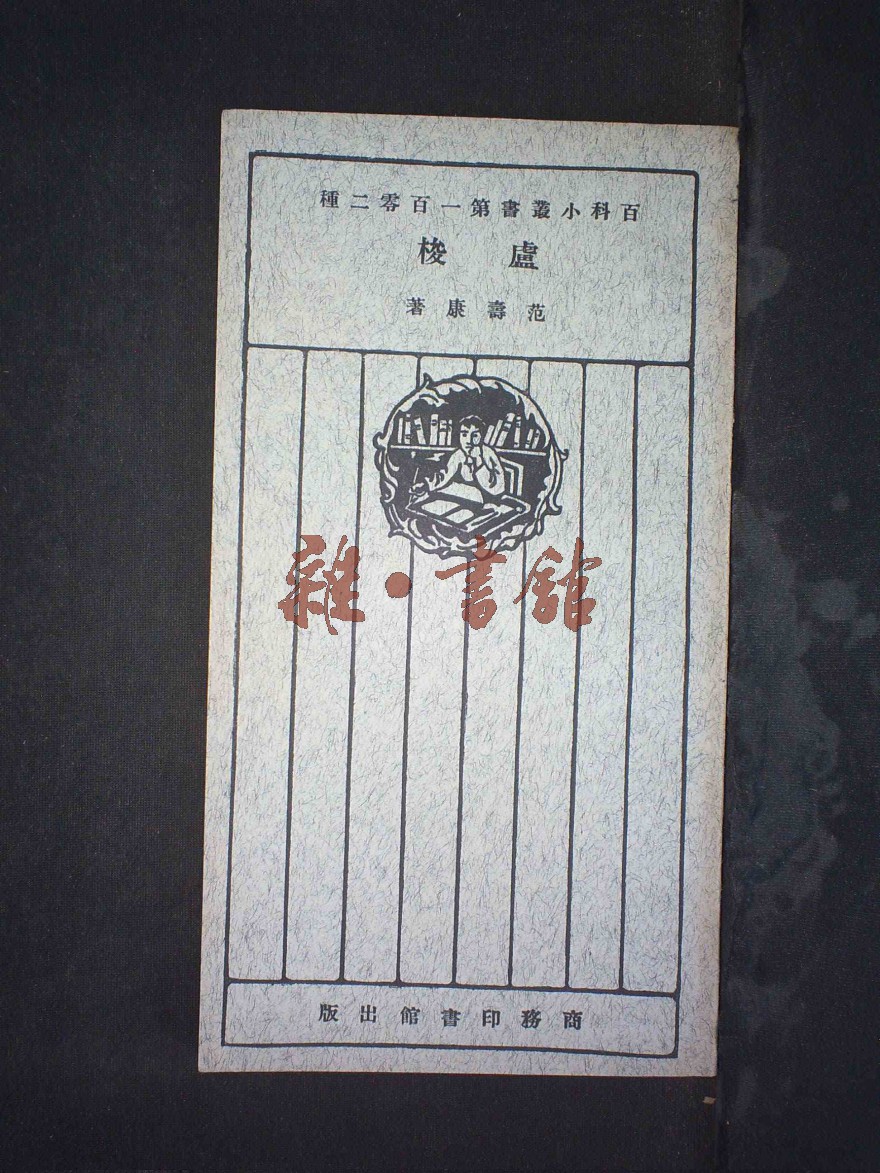 百科小叢書第一百零二種
盧梭
范壽康著
雜·書館
商務印書館出版